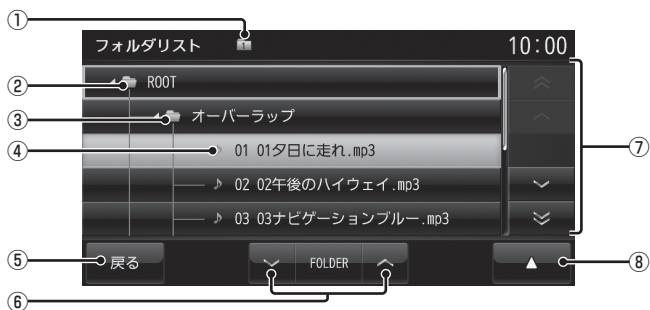 ①
フォルダリスト 10:00
② ROOT
③ オーバーラップ
④ 01 01夕日に走れ.mp3
⑦
02 02午後のハイウェイ.mp3
03 03ナビゲーションブルー.mp3
⑤ 戻る FOLDER ⑧
⑥